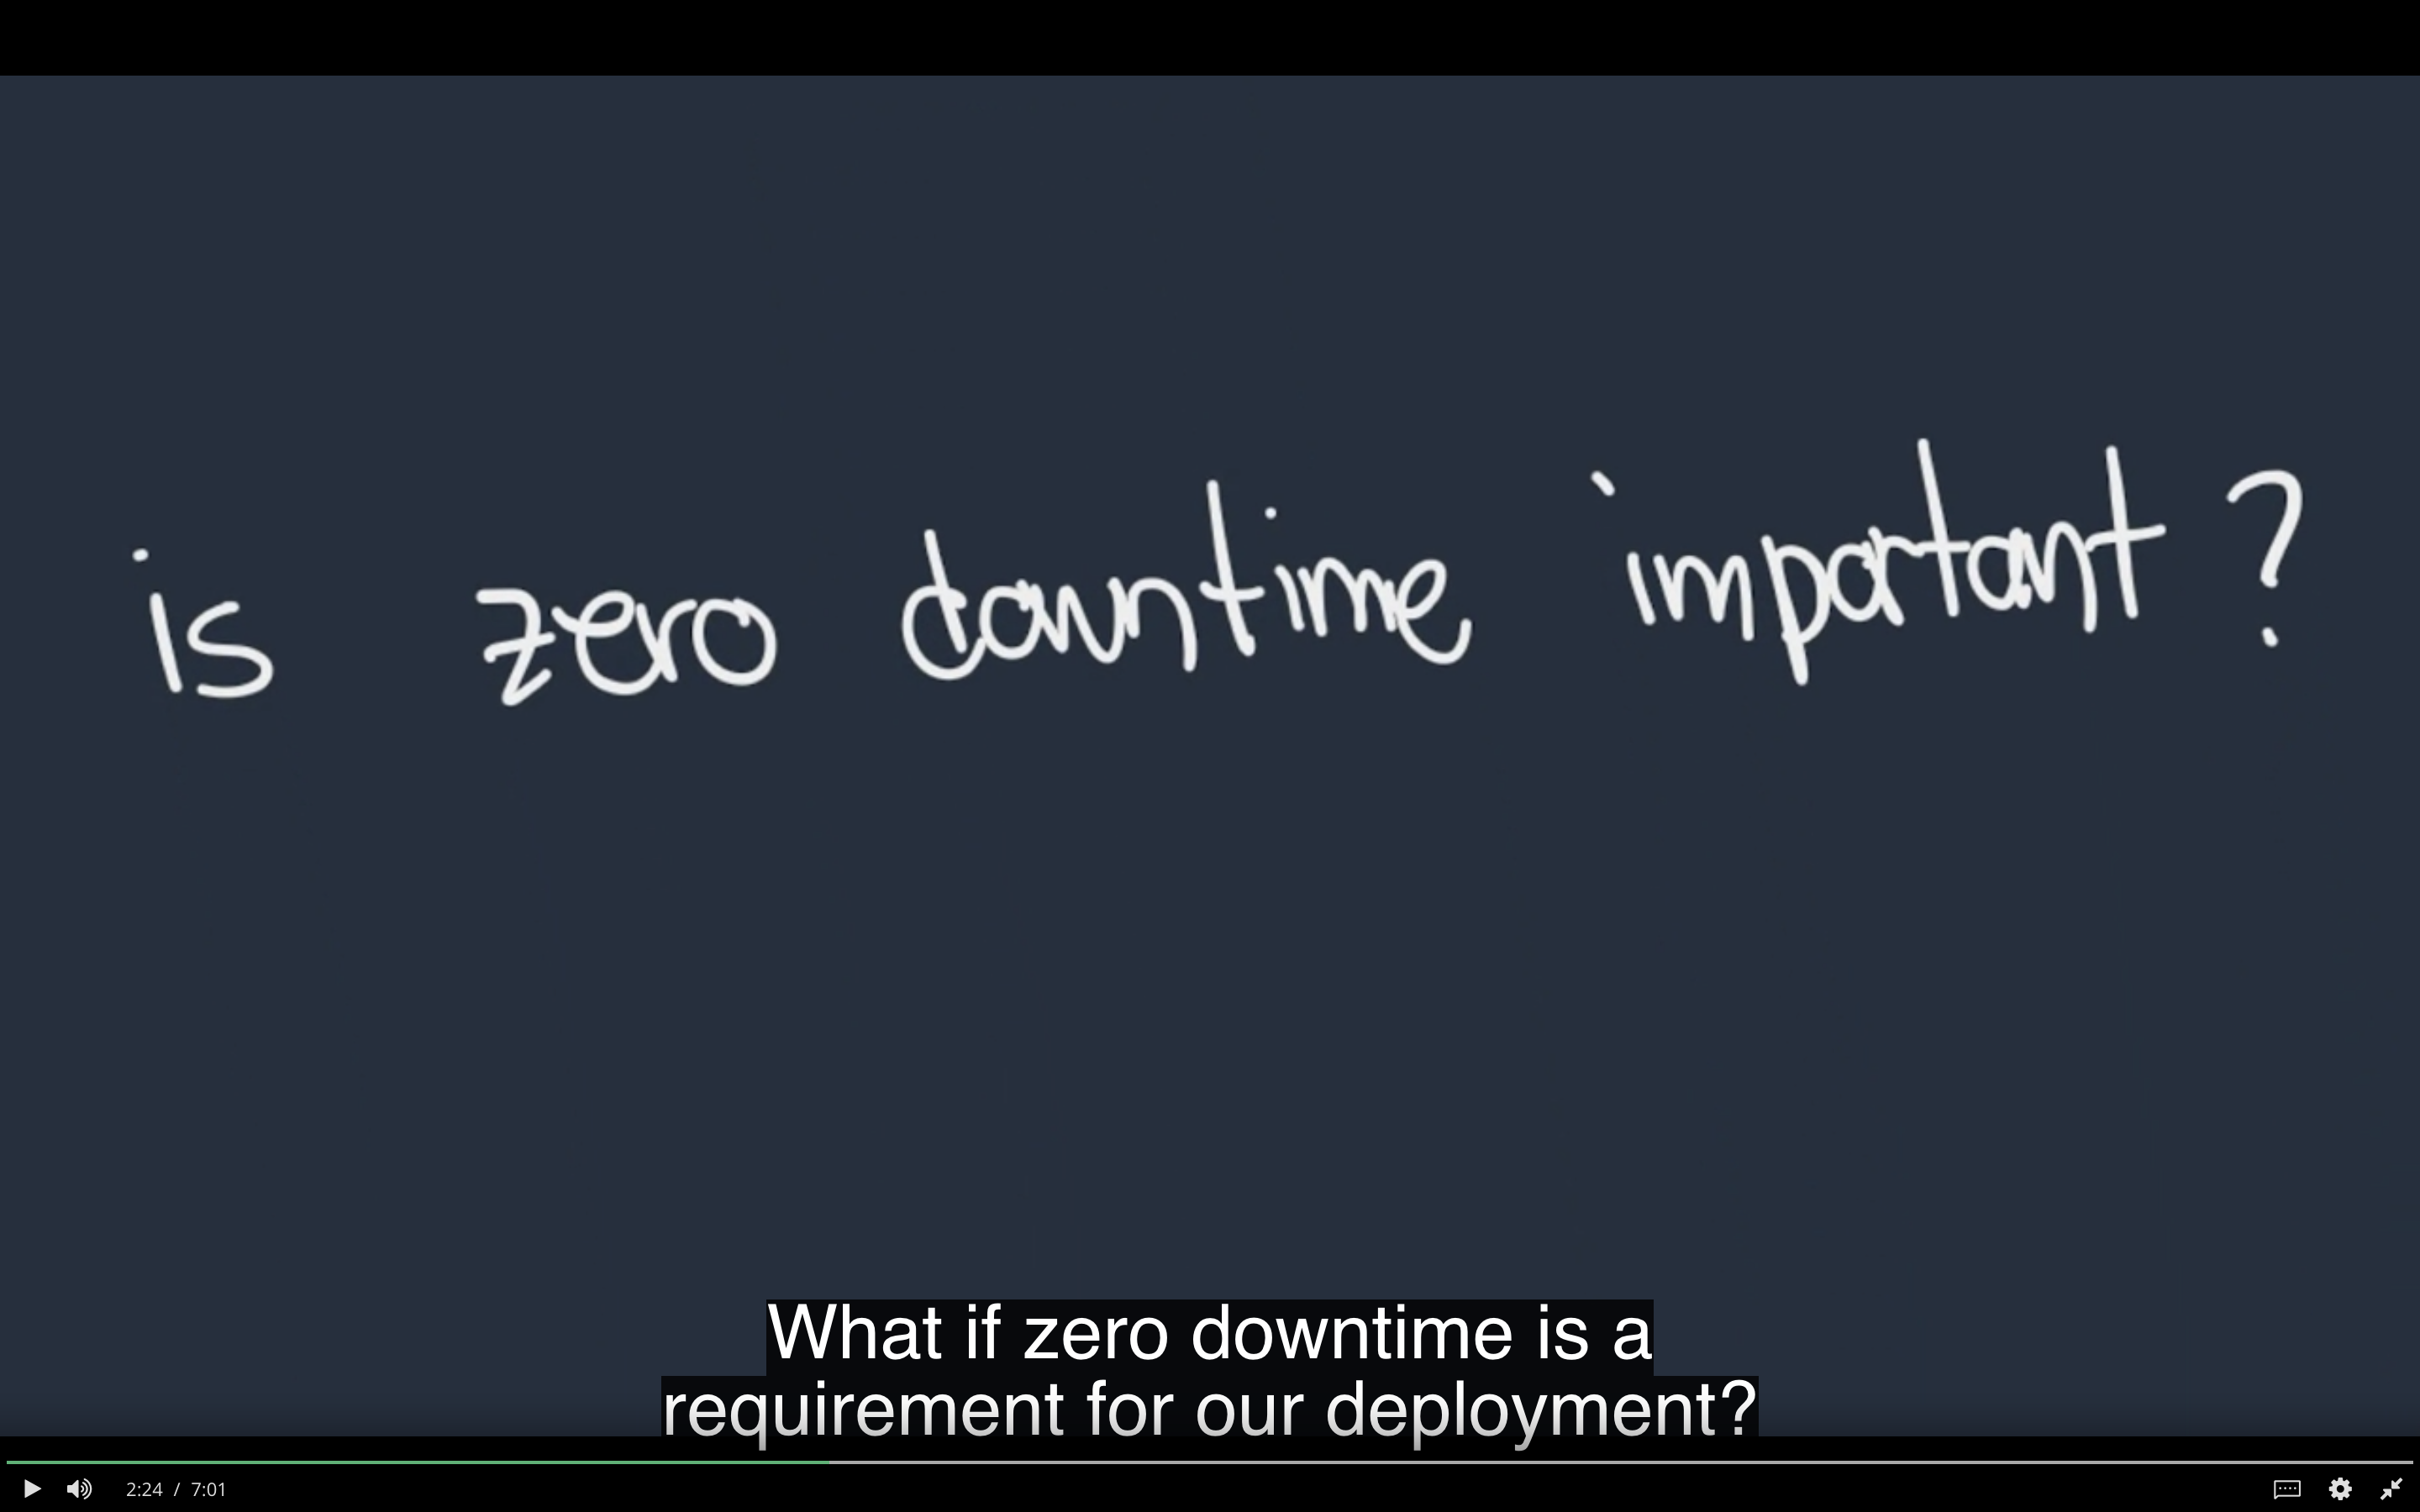 is zero downtime important?
What if zero downtime is a
requirement for our deployment?
2:24 / 7:01